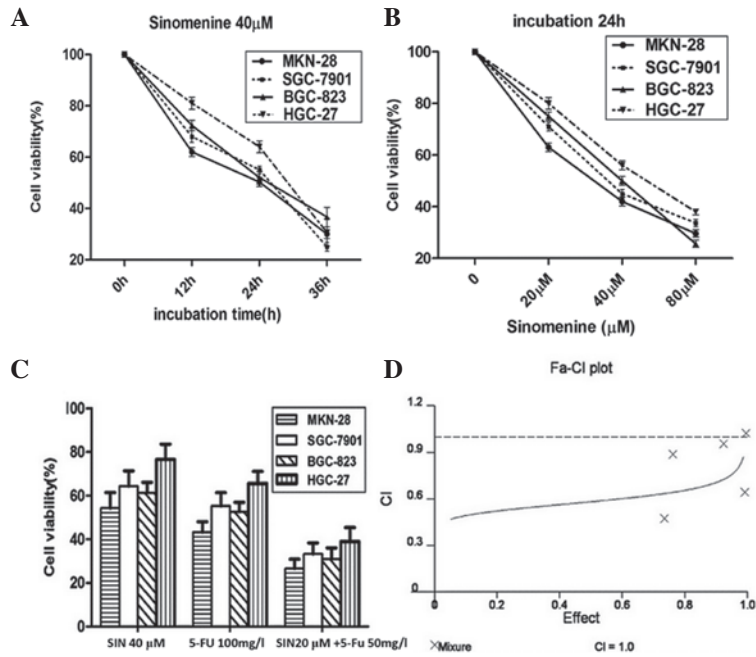 A
Sinomenine 40µM
MKN-28
SGC-7901
BGC-823
HGC-27
Cell viability(%)
100
80
60
40
20
0h
12h
24h
36h
incubation time(h)
B
incubation 24h
MKN-28
SGC-7901
BGC-823
HGC-27
Cell viability(%)
100
80
60
40
20
0
20µM
40µM
80µM
Sinomenine (µM)
C
MKN-28
SGC-7901
BGC-823
HGC-27
Cell viability(%)
100
80
60
40
20
0
SIN 40 µM
5-FU 100mg/l
SIN20 µM +5-Fu 50mg/l
D
Fa-CI plot
CI
1.2
0.9
0.6
0.3
0
0
0.2
0.4
0.6
0.8
1.0
Effect
Mixure
CI = 1.0